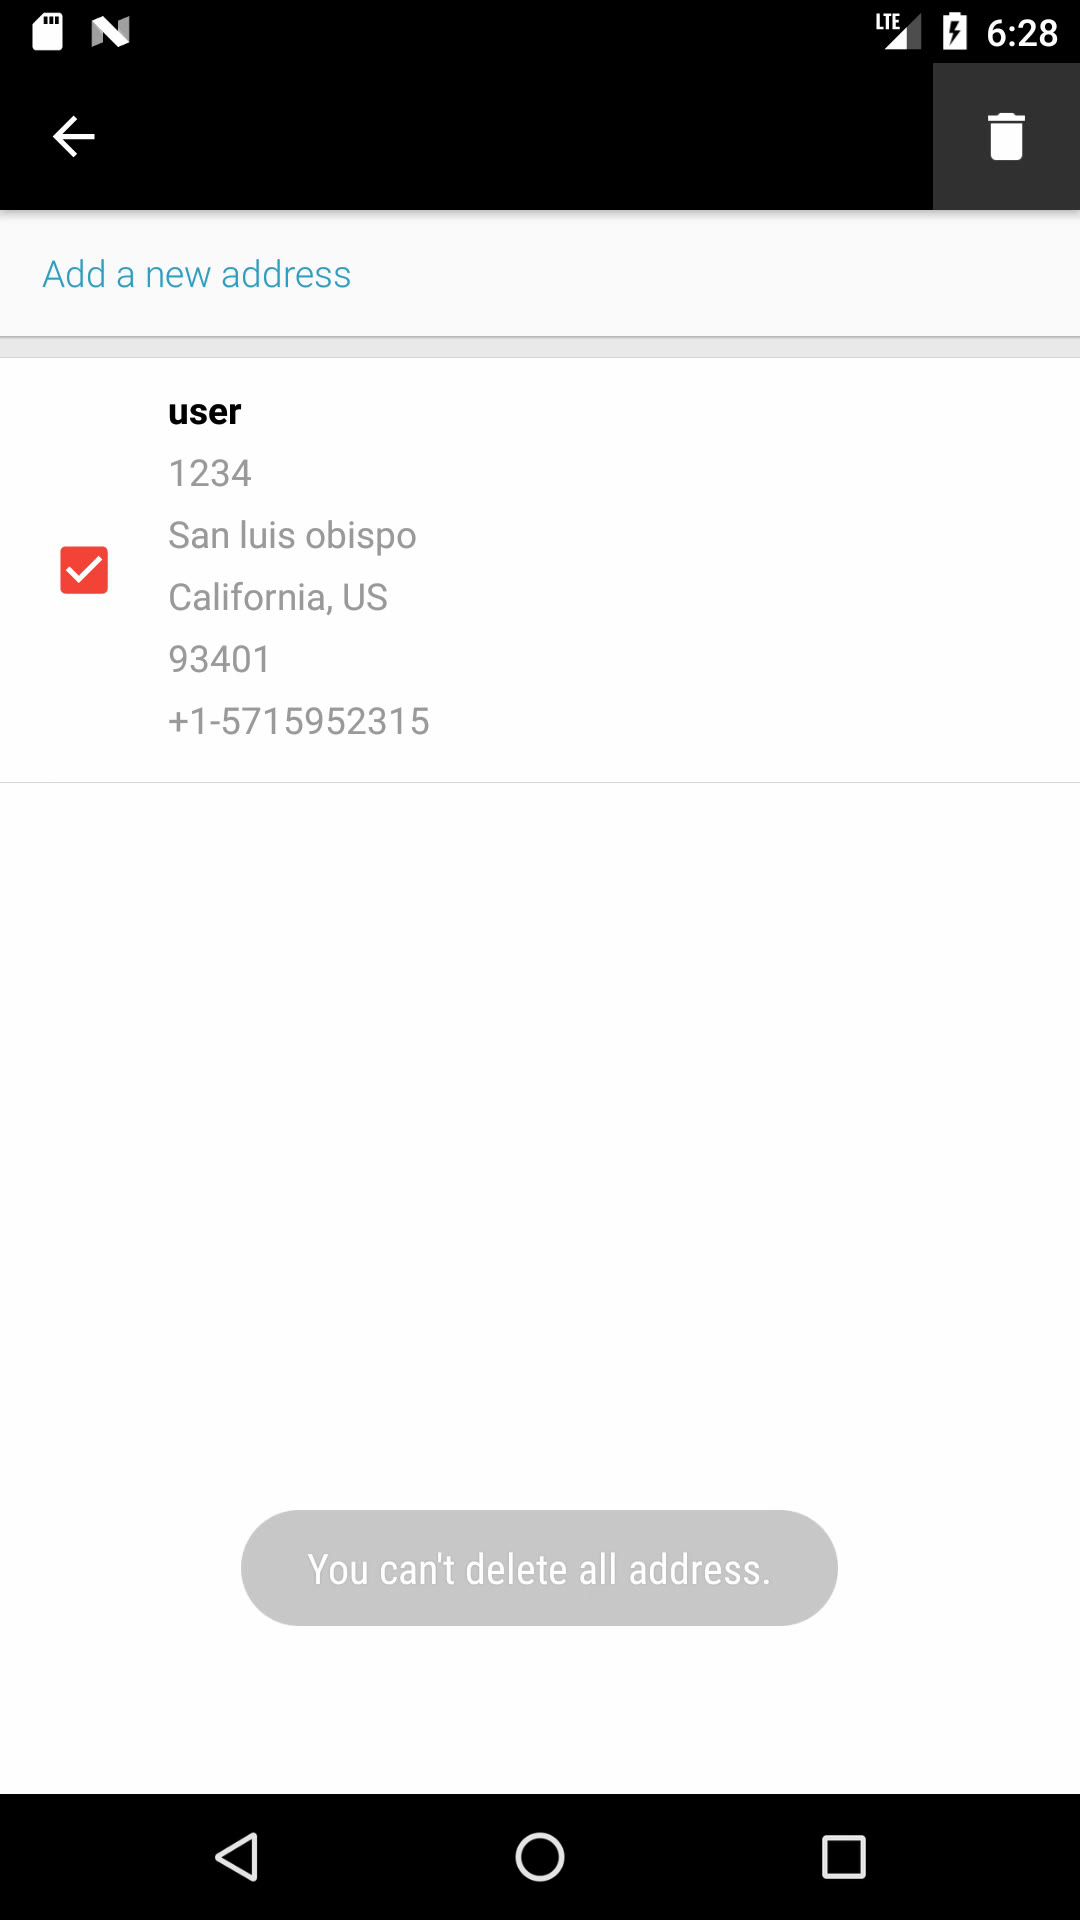 LTE 6:28
Add a new address
user
1234
San luis obispo
California, US
93401
+1-5715952315
You can't delete all address.